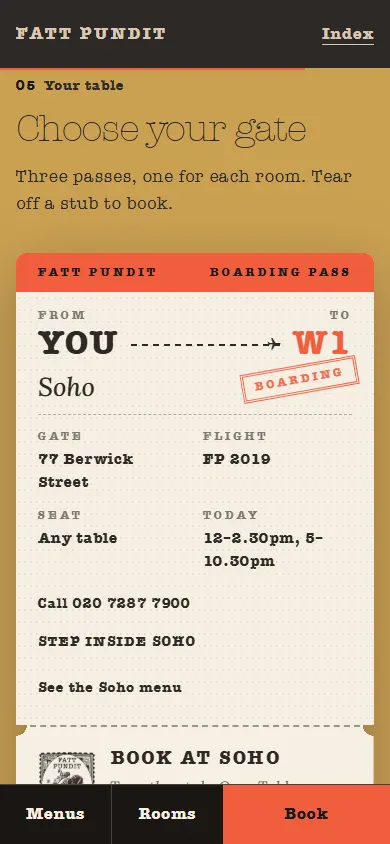 FATT PUNDIT
Index
05 Your table
Choose your gate
Three passes, one for each room. Tear
off a stub to book.
FATT PUNDIT
BOARDING PASS
FROM
TO
YOU
W1
Soho
BOARDING
GATE
FLIGHT
77 Berwick
Street
FP 2019
SEAT
TODAY
Any table
12–2.30pm, 5–
10.30pm
Call 020 7287 7900
STEP INSIDE SOHO
See the Soho menu
FATT
PUNDIT
BOOK AT SOHO
Menus
Rooms
Book